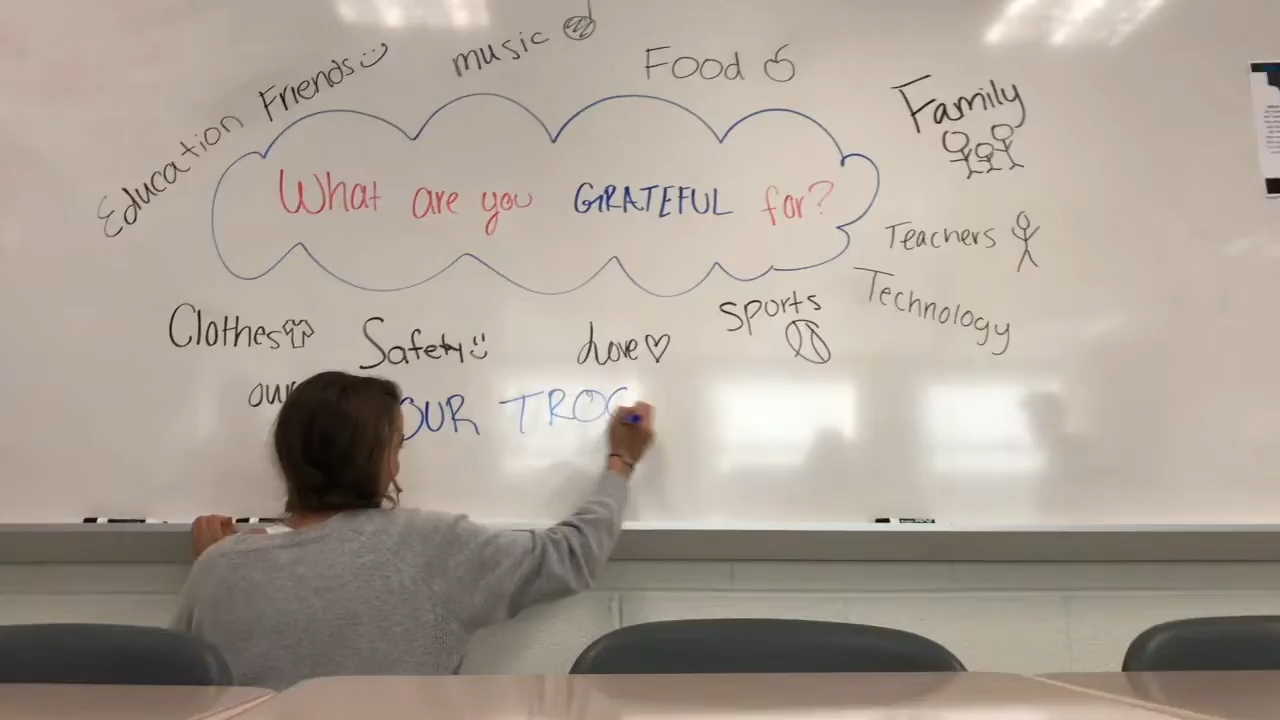 music
Food
Friends
Education
Family
What are you GRATEFUL for?
Teachers
Technology
Clothes
Safety
Love
Sports
our
OUR TROO